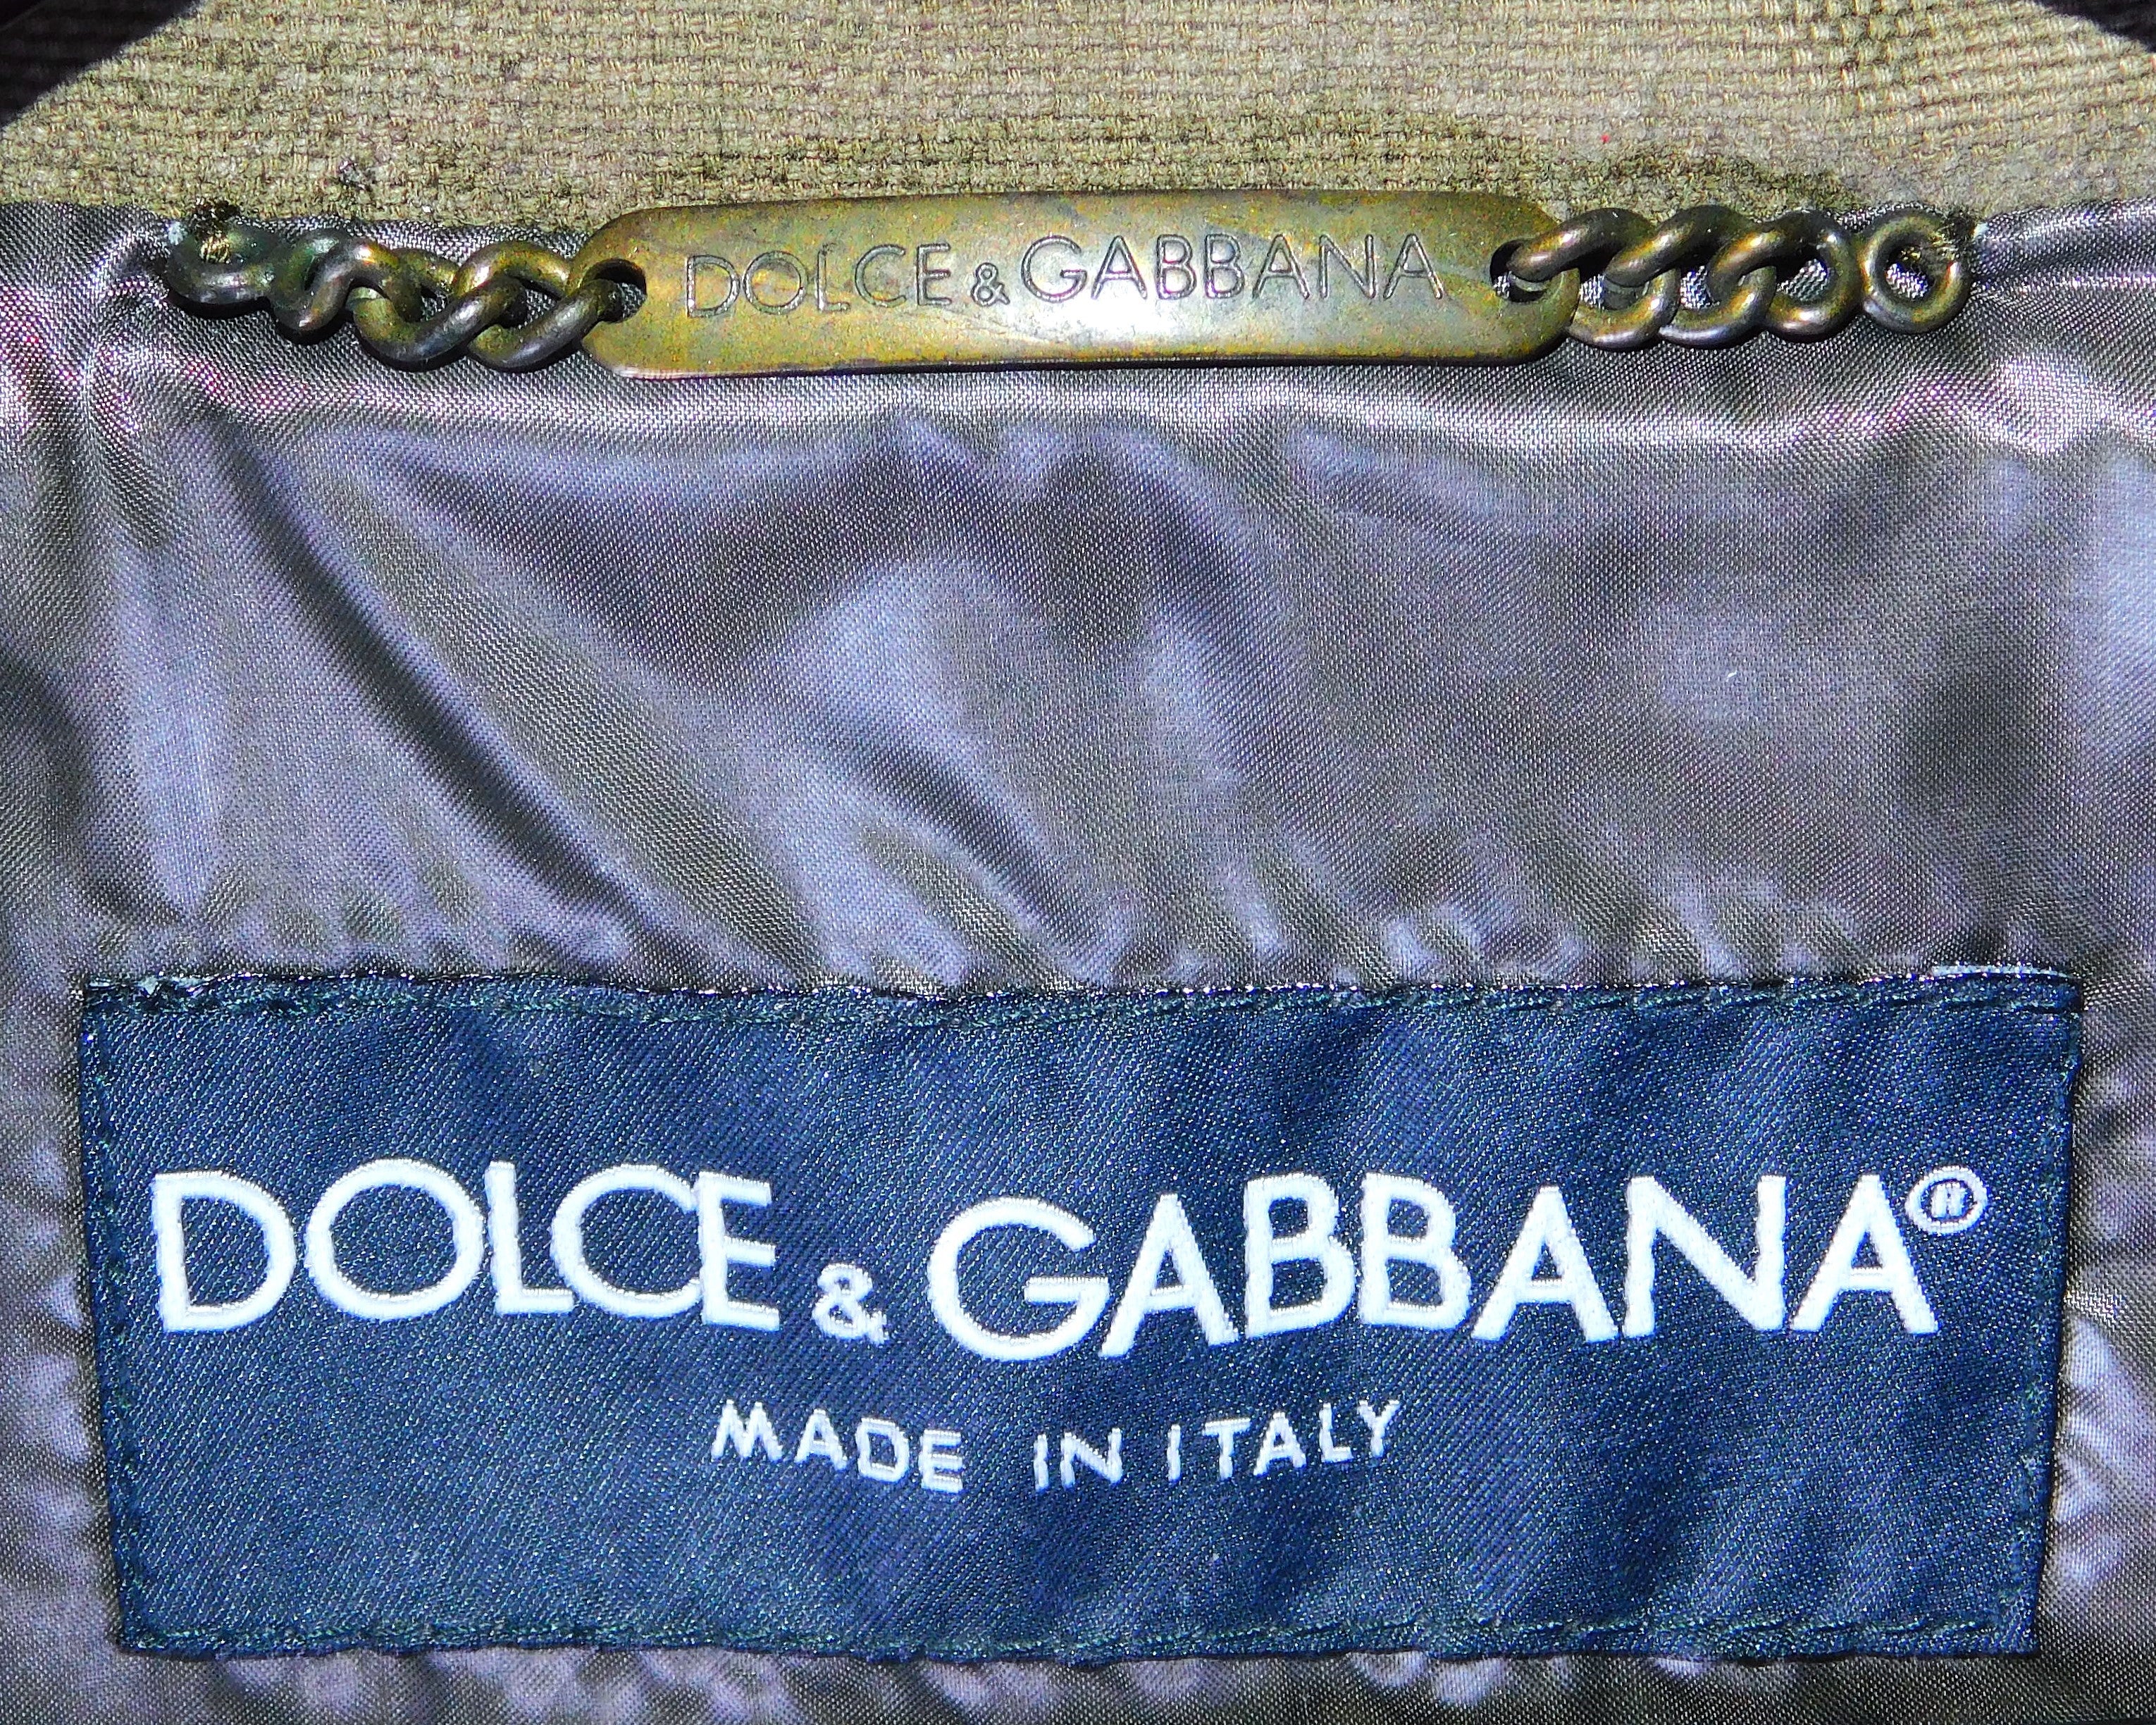 DOLCE & GABBANA
DOLCE & GABBANA®
MADE IN ITALY